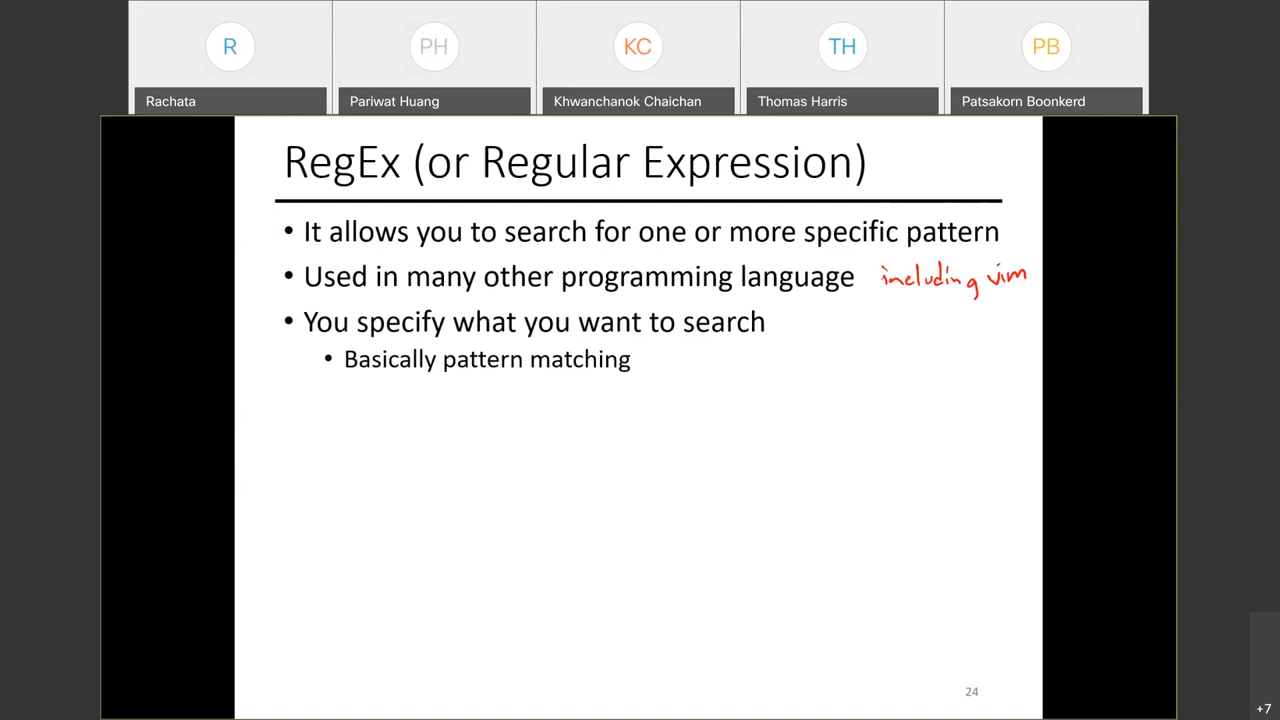 R PH KC TH PB
Rachata Pariwat Huang Khwanchanok Chaichan Thomas Harris Patsakorn Boonkerd
RegEx (or Regular Expression)
• It allows you to search for one or more specific pattern
• Used in many other programming language including vim
• You specify what you want to search
• Basically pattern matching
24
+7